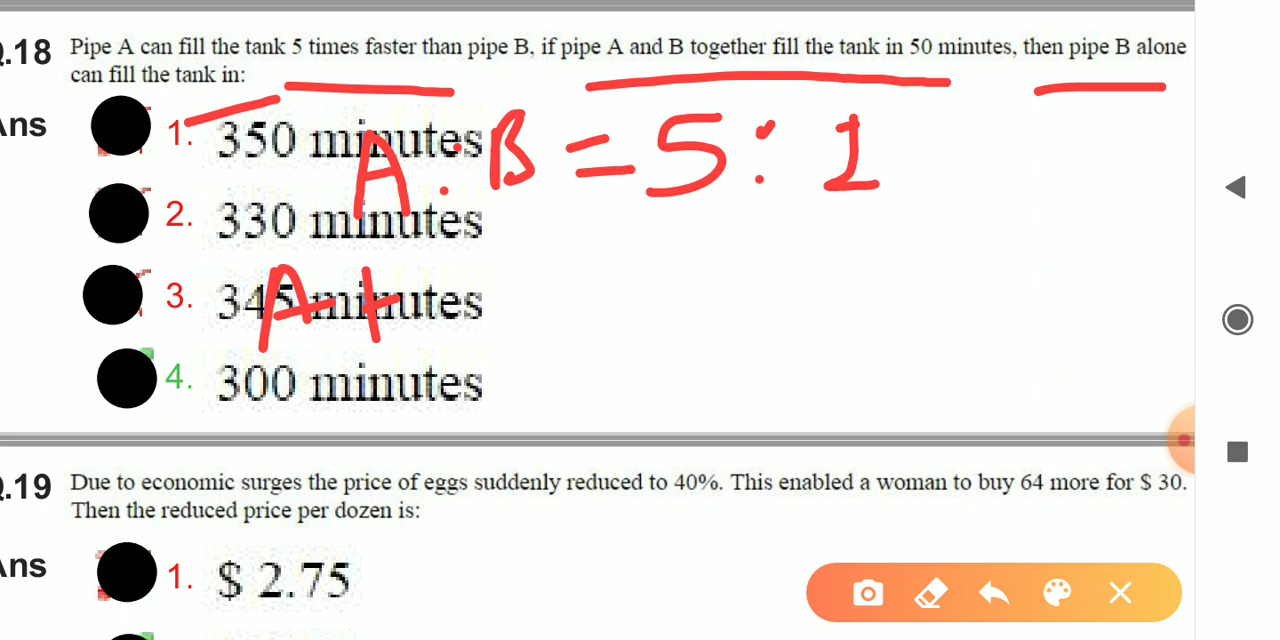 Q.18 Pipe A can fill the tank 5 times faster than pipe B, if pipe A and B together fill the tank in 50 minutes, then pipe B alone
can fill the tank in:
Ans 1. 350 minutes
A : B = 5 : 1
2. 330 minutes
3. 345 minutes
A +
4. 300 minutes
Q.19 Due to economic surges the price of eggs suddenly reduced to 40%. This enabled a woman to buy 64 more for $ 30.
Then the reduced price per dozen is:
Ans 1. $ 2.75